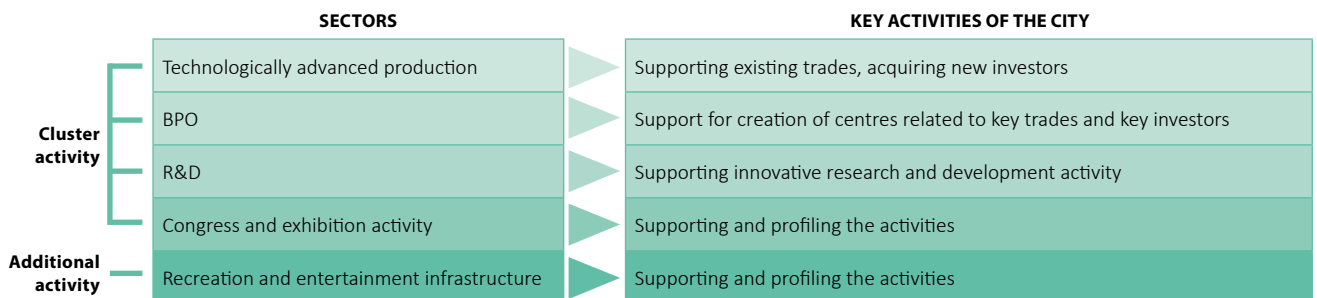 SECTORS
KEY ACTIVITIES OF THE CITY
Cluster
activity
Technologically advanced production
Supporting existing trades, acquiring new investors
BPO
Support for creation of centres related to key trades and key investors
R&D
Supporting innovative research and development activity
Congress and exhibition activity
Supporting and profiling the activities
Additional
activity
Recreation and entertainment infrastructure
Supporting and profiling the activities